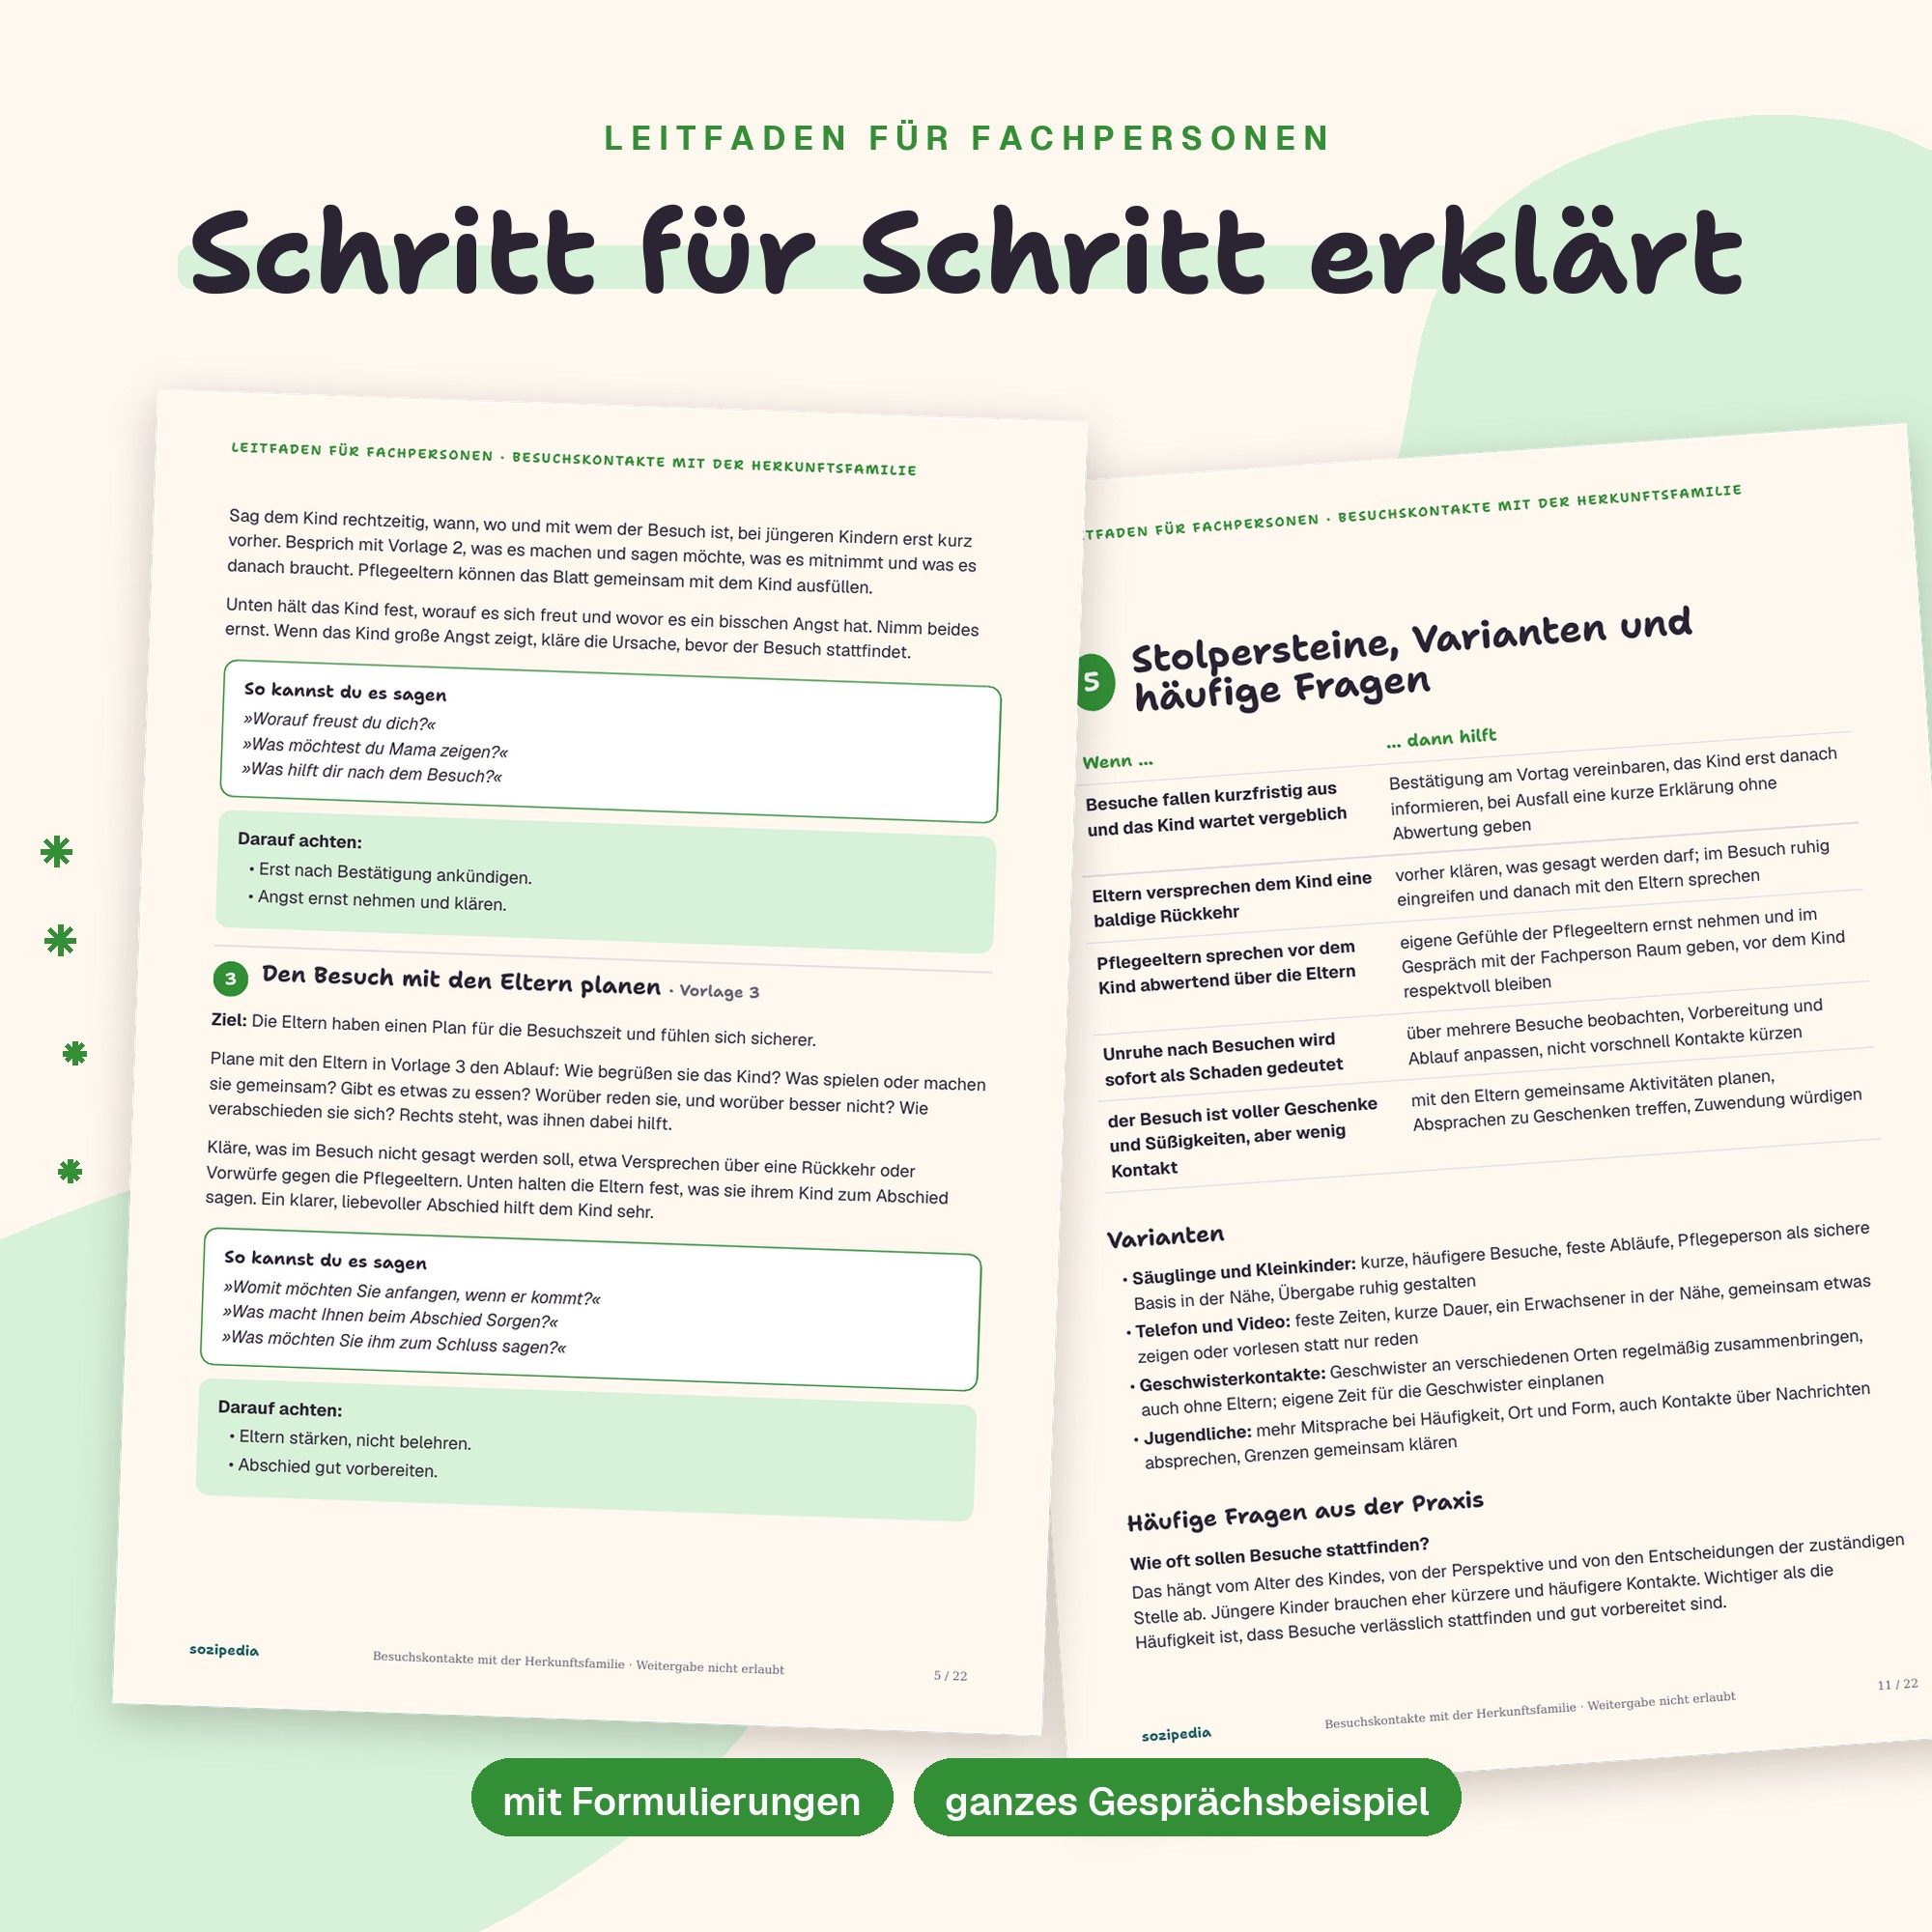 LEITFADEN FÜR FACHPERSONEN
Schritt für Schritt erklärt
LEITFADEN FÜR FACHPERSONEN · BESUCHSKONTAKTE MIT DER HERKUNFTSFAMILIE
Sag dem Kind rechtzeitig, wann, wo und mit wem der Besuch ist, bei jüngeren Kindern erst kurz
vorher. Besprich mit Vorlage 2, was es machen und sagen möchte, was es mitnimmt und was es
danach braucht. Pflegeeltern können das Blatt gemeinsam mit dem Kind ausfüllen.
Unten hält das Kind fest, worauf es sich freut und wovor es ein bisschen Angst hat. Nimm beides
ernst. Wenn das Kind große Angst zeigt, kläre die Ursache, bevor der Besuch stattfindet.
So kannst du es sagen
»Worauf freust du dich?«
»Was möchtest du Mama zeigen?«
»Was hilft dir nach dem Besuch?«
Darauf achten:
• Erst nach Bestätigung ankündigen.
• Angst ernst nehmen und klären.
3 Den Besuch mit den Eltern planen · Vorlage 3
Ziel: Die Eltern haben einen Plan für die Besuchszeit und fühlen sich sicherer.
Plane mit den Eltern in Vorlage 3 den Ablauf: Wie begrüßen sie das Kind? Was spielen oder machen
sie gemeinsam? Gibt es etwas zu essen? Worüber reden sie, und worüber besser nicht? Wie
verabschieden sie sich? Rechts steht, was ihnen dabei hilft.
Kläre, was im Besuch nicht gesagt werden soll, etwa Versprechen über eine Rückkehr oder
Vorwürfe gegen die Pflegeeltern. Unten halten die Eltern fest, was sie ihrem Kind zum Abschied
sagen. Ein klarer, liebevoller Abschied hilft dem Kind sehr.
So kannst du es sagen
»Womit möchten Sie anfangen, wenn er kommt?«
»Was macht Ihnen beim Abschied Sorgen?«
»Was möchten Sie ihm zum Schluss sagen?«
Darauf achten:
• Eltern stärken, nicht belehren.
• Abschied gut vorbereiten.
sozipedia
Besuchskontakte mit der Herkunftsfamilie · Weitergabe nicht erlaubt
5 / 22
TFADEN FÜR FACHPERSONEN · BESUCHSKONTAKTE MIT DER HERKUNFTSFAMILIE
5 Stolpersteine, Varianten und
häufige Fragen
Wenn ...
... dann hilft
Besuche fallen kurzfristig aus
und das Kind wartet vergeblich
Bestätigung am Vortag vereinbaren, das Kind erst danach
informieren, bei Ausfall eine kurze Erklärung ohne
Abwertung geben
Eltern versprechen dem Kind eine
baldige Rückkehr
vorher klären, was gesagt werden darf; im Besuch ruhig
eingreifen und danach mit den Eltern sprechen
Pflegeeltern sprechen vor dem
Kind abwertend über die Eltern
eigene Gefühle der Pflegeeltern ernst nehmen und im
Gespräch mit der Fachperson Raum geben, vor dem Kind
respektvoll bleiben
Unruhe nach Besuchen wird
sofort als Schaden gedeutet
über mehrere Besuche beobachten, Vorbereitung und
Ablauf anpassen, nicht vorschnell Kontakte kürzen
der Besuch ist voller Geschenke
und Süßigkeiten, aber wenig
Kontakt
mit den Eltern gemeinsame Aktivitäten planen,
Absprachen zu Geschenken treffen, Zuwendung würdigen
Varianten
• Säuglinge und Kleinkinder: kurze, häufigere Besuche, feste Abläufe, Pflegeperson als sichere
Basis in der Nähe, Übergabe ruhig gestalten
• Telefon und Video: feste Zeiten, kurze Dauer, ein Erwachsener in der Nähe, gemeinsam etwas
zeigen oder vorlesen statt nur reden
• Geschwisterkontakte: Geschwister an verschiedenen Orten regelmäßig zusammenbringen,
auch ohne Eltern; eigene Zeit für die Geschwister einplanen
• Jugendliche: mehr Mitsprache bei Häufigkeit, Ort und Form, auch Kontakte über Nachrichten
absprechen, Grenzen gemeinsam klären
Häufige Fragen aus der Praxis
Wie oft sollen Besuche stattfinden?
Das hängt vom Alter des Kindes, von der Perspektive und von den Entscheidungen der zuständigen
Stelle ab. Jüngere Kinder brauchen eher kürzere und häufigere Kontakte. Wichtiger als die
Häufigkeit ist, dass Besuche verlässlich stattfinden und gut vorbereitet sind.
sozipedia
Besuchskontakte mit der Herkunftsfamilie · Weitergabe nicht erlaubt
11 / 22
mit Formulierungen
ganzes Gesprächsbeispiel